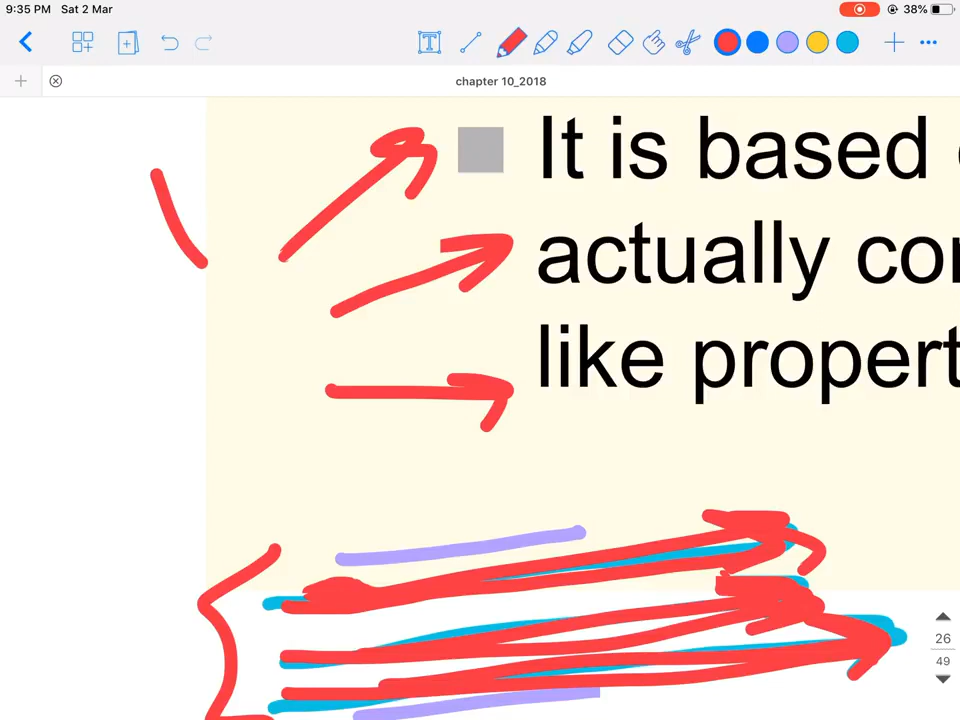 9:35 PM Sat 2 Mar 38%
chapter 10_2018
It is based
actually
like
26
49